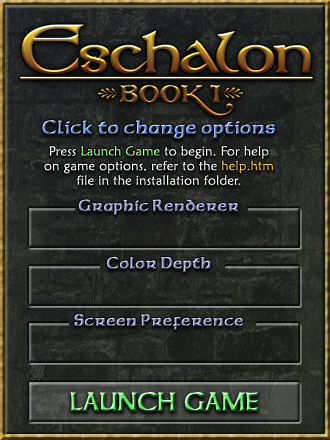 Eschalon
BOOK I
Click to change options
Press Launch Game to begin. For help
on game options, refer to the help.htm
file in the installation folder.
Graphic Renderer
Color Depth
Screen Preference
LAUNCH GAME